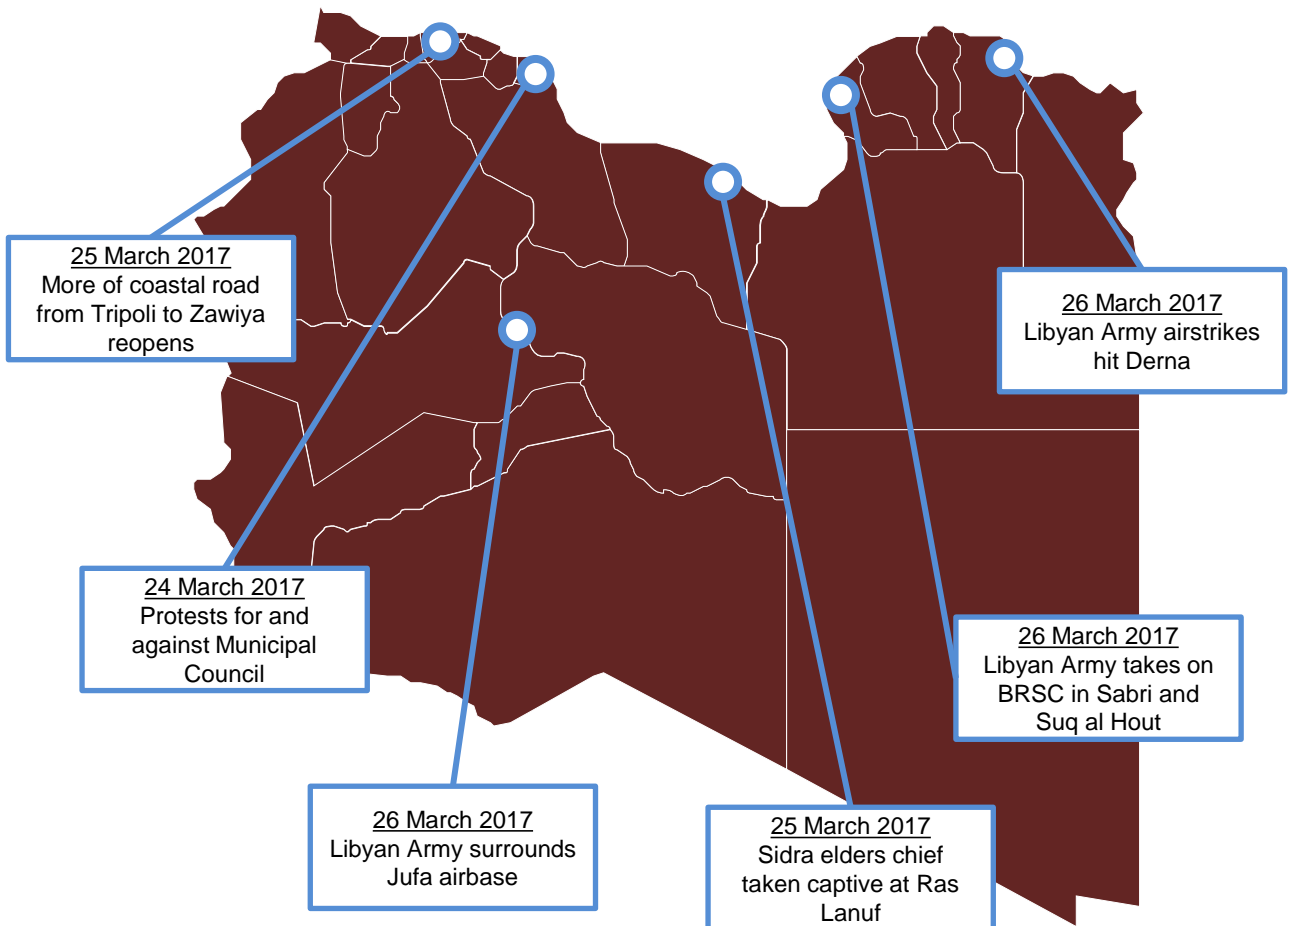 25 March 2017
More of coastal road
from Tripoli to Zawiya
reopens
26 March 2017
Libyan Army airstrikes
hit Derna
24 March 2017
Protests for and
against Municipal
Council
26 March 2017
Libyan Army takes on
BRSC in Sabri and
Suq al Hout
26 March 2017
Libyan Army surrounds
Jufa airbase
25 March 2017
Sidra elders chief
taken captive at Ras
Lanuf